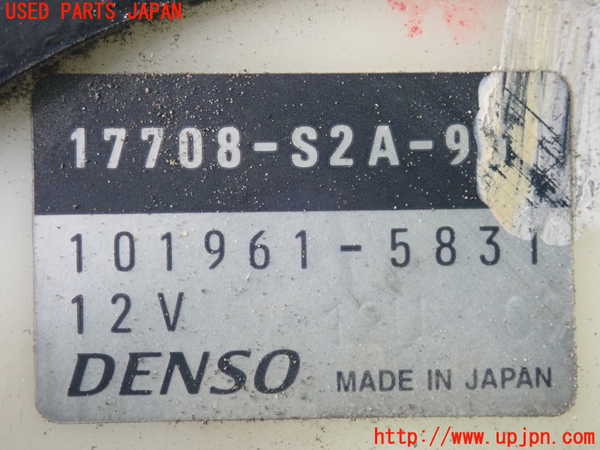 USED PARTS JAPAN
17708-S2A-9
101961-5831
12V
DENSO
MADE IN JAPAN
http://www.upjpn.com/